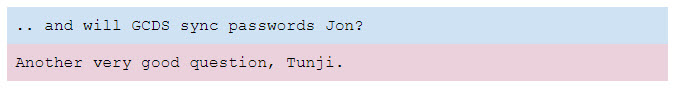 .. and will GCDS sync passwords Jon?
Another very good question, Tunji.